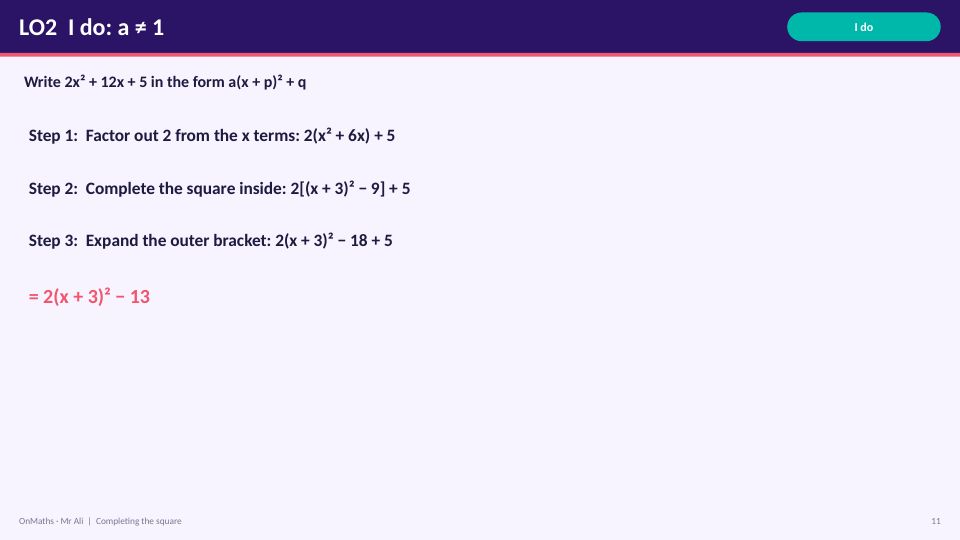 LO2  I do: a ≠ 1
I do
Write 2x² + 12x + 5 in the form a(x + p)² + q
Step 1:  Factor out 2 from the x terms: 2(x² + 6x) + 5
Step 2:  Complete the square inside: 2[(x + 3)² − 9] + 5
Step 3:  Expand the outer bracket: 2(x + 3)² − 18 + 5
= 2(x + 3)² − 13
OnMaths · Mr Ali  |  Completing the square
11